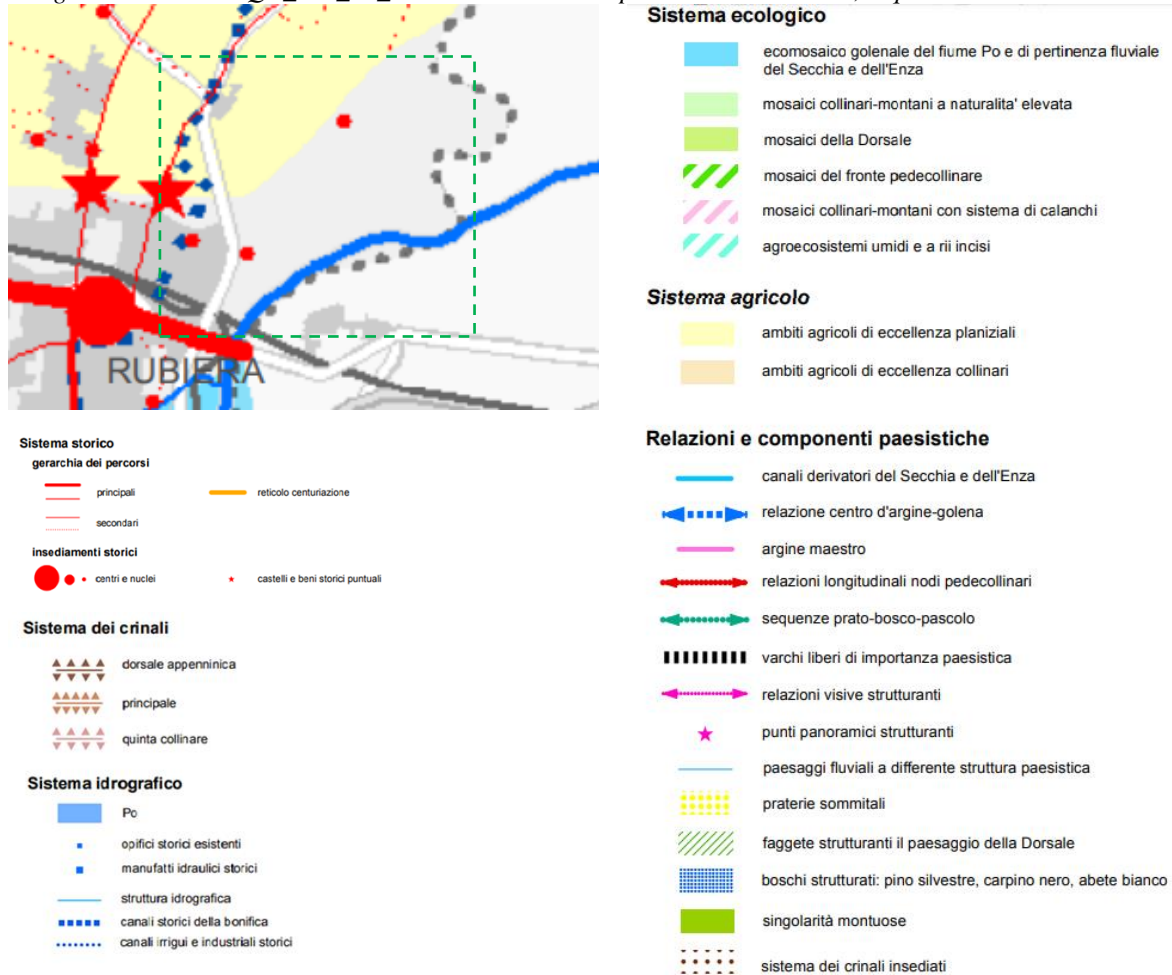 RUBIERA
Sistema storico
gerarchia dei percorsi
principali
reticolo centuriazione
secondari
insediamenti storici
centri e nuclei
castelli e beni storici puntuali
Sistema dei crinali
dorsale appenninica
principale
quinta collinare
Sistema idrografico
Po
opifici storici esistenti
manufatti idraulici storici
struttura idrografica
canali storici della bonifica
canali irrigui e industriali storici
Sistema ecologico
ecomosaico golenale del fiume Po e di pertinenza fluviale
del Secchia e dell'Enza
mosaici collinari-montani a naturalita' elevata
mosaici della Dorsale
mosaici del fronte pedecollinare
mosaici collinari-montani con sistema di calanchi
agroecosistemi umidi e a rii incisi
Sistema agricolo
ambiti agricoli di eccellenza planiziali
ambiti agricoli di eccellenza collinari
Relazioni e componenti paesistiche
canali derivatori del Secchia e dell'Enza
relazione centro d'argine-golena
argine maestro
relazioni longitudinali nodi pedecollinari
sequenze prato-bosco-pascolo
varchi liberi di importanza paesistica
relazioni visive strutturanti
punti panoramici strutturanti
paesaggi fluviali a differente struttura paesistica
praterie sommitali
faggete strutturanti il paesaggio della Dorsale
boschi strutturati: pino silvestre, carpino nero, abete bianco
singolarità montuose
sistema dei crinali insediati